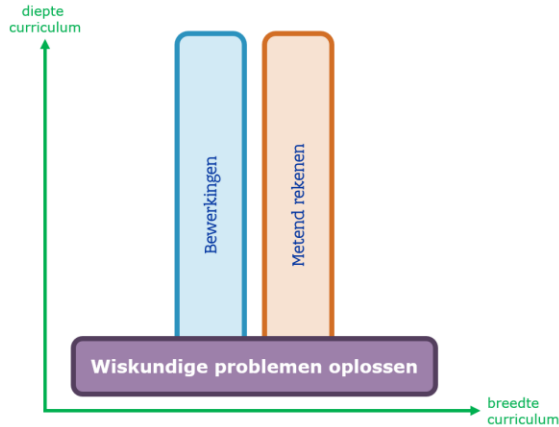 diepte
curriculum
Bewerkingen
Metend rekenen
Wiskundige problemen oplossen
breedte
curriculum